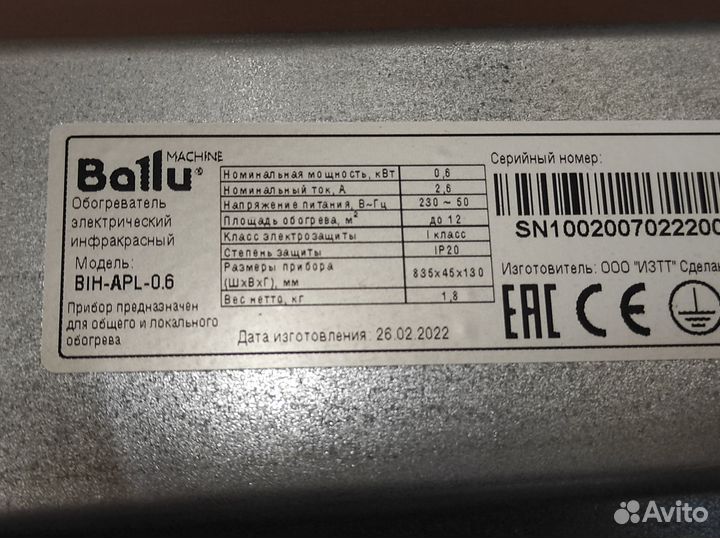 Ballu® MACHINE
Обогреватель
электрический
инфракрасный
Модель:
BIH-APL-0.6
Прибор предназначен
для общего и локального
обогрева
Номинальная мощность, кВт 0,6
Номинальный ток, А 2,6
Напряжение питания, В~Гц 230 ~ 50
Площадь обогрева, м² до 12
Класс электрозащиты I класс
Степень защиты IP20
Размеры прибора
(ШхВхГ), мм 835х45х130
Вес нетто, кг 1,8
Дата изготовления: 26.02.2022
Серийный номер:
SN1002007022200
Изготовитель: ООО "ИЗТТ" Сделан
EAC CE
Avito